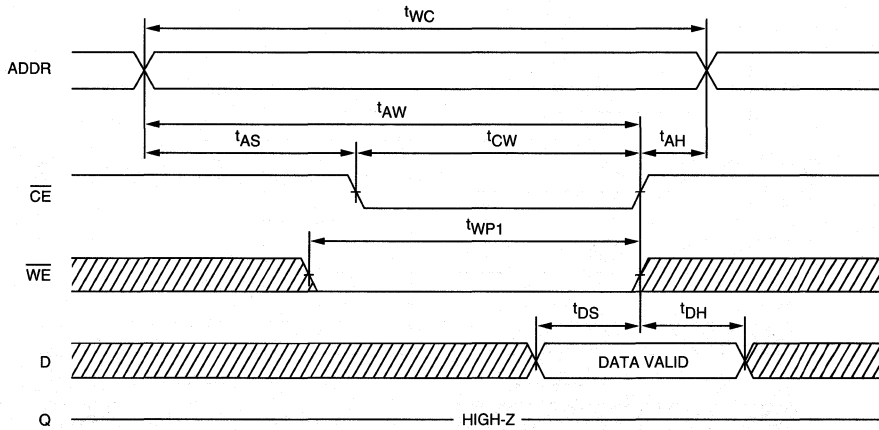 tWC
ADDR
tAW
tAS tCW tAH
CE
tWP1
WE
tDS tDH
D DATA VALID
Q HIGH-Z